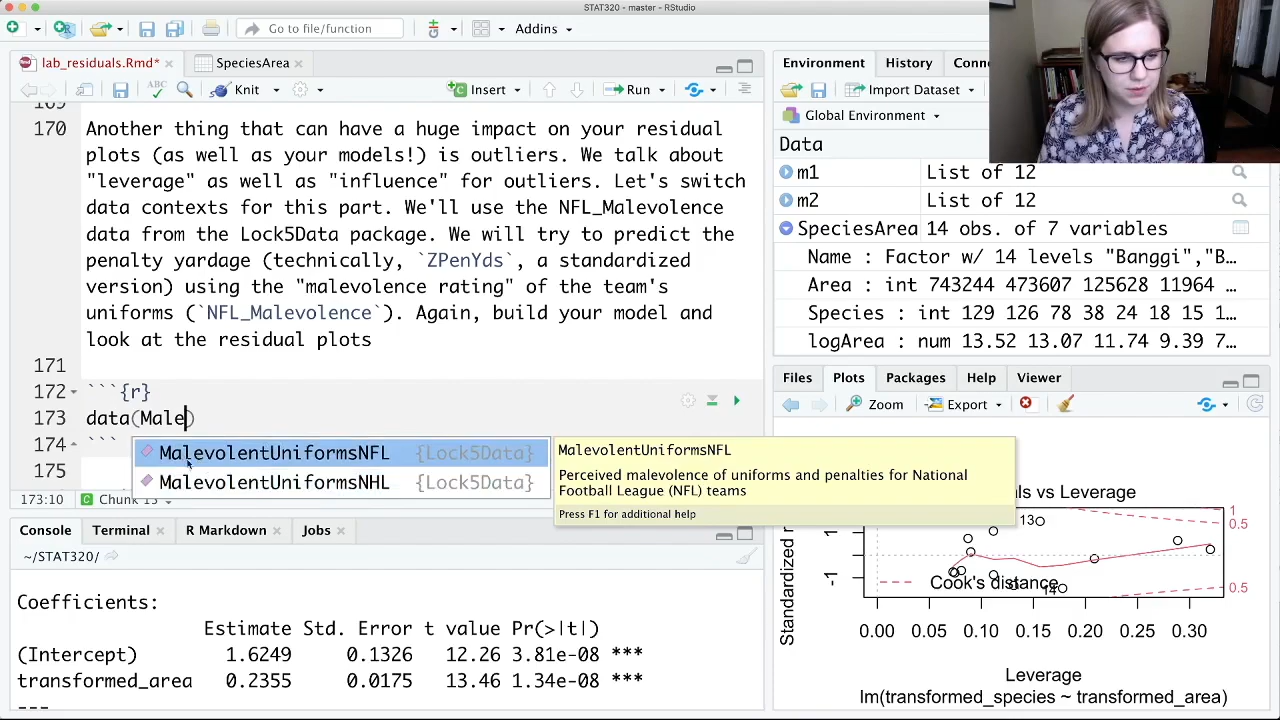 STAT320 - master - RStudio
Go to file/function
Addins
lab_residuals.Rmd*
SpeciesArea
ABC
Knit
Insert
Run
169
170 Another thing that can have a huge impact on your residual
plots (as well as your models!) is outliers. We talk about
"leverage" as well as "influence" for outliers. Let's switch
data contexts for this part. We'll use the NFL_Malevolence
data from the Lock5Data package. We will try to predict the
penalty yardage (technically, `ZPenYds`, a standardized
version) using the "malevolence rating" of the team's
uniforms (`NFL_Malevolence`). Again, build your model and
look at the residual plots
171
172 ```{r}
173 data(Male)
174 ```
175
MalevolentUniformsNFL {Lock5Data}
MalevolentUniformsNHL {Lock5Data}
MalevolentUniformsNFL
Perceived malevolence of uniforms and penalties for National
Football League (NFL) teams
Press F1 for additional help
173:10
Console
Terminal
R Markdown
Jobs
~/STAT320/
Coefficients:
Estimate Std. Error t value Pr(>|t|)
(Intercept) 1.6249 0.1326 12.26 3.81e-08 ***
transformed_area 0.2355 0.0175 13.46 1.34e-08 ***
---
Environment
History
Conne
Import Dataset
Global Environment
Data
m1 List of 12
m2 List of 12
SpeciesArea 14 obs. of 7 variables
Name : Factor w/ 14 levels "Banggi","B…
Area : int 743244 473607 125628 11964 …
Species : int 129 126 78 38 24 18 15 1…
logArea : num 13.52 13.07 11.74 9.39 7…
Files
Plots
Packages
Help
Viewer
Zoom
Export
ls vs Leverage
Standardized r
1
-1
13
14
1
0.5
0.5
Cook's distance
0.00 0.05 0.10 0.15 0.20 0.25 0.30
Leverage
lm(transformed_species ~ transformed_area)